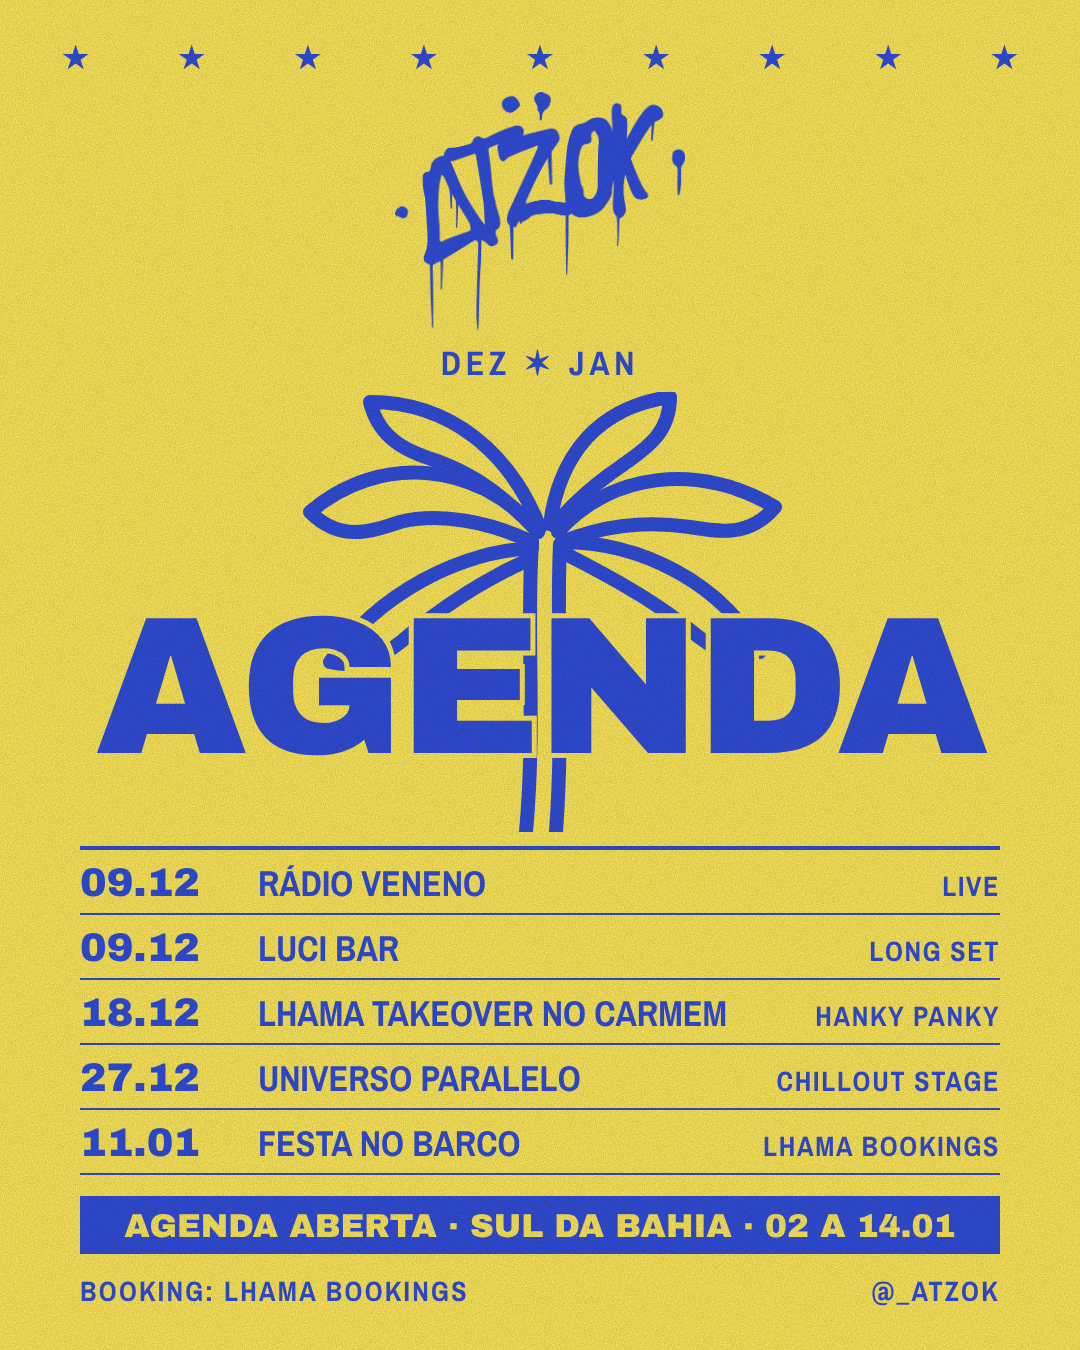 ATZOK
DEZ ✶ JAN
AGENDA
09.12 RÁDIO VENENO LIVE
09.12 LUCI BAR LONG SET
18.12 LHAMA TAKEOVER NO CARMEM HANKY PANKY
27.12 UNIVERSO PARALELO CHILLOUT STAGE
11.01 FESTA NO BARCO LHAMA BOOKINGS
AGENDA ABERTA · SUL DA BAHIA · 02 A 14.01
BOOKING: LHAMA BOOKINGS @_ATZOK